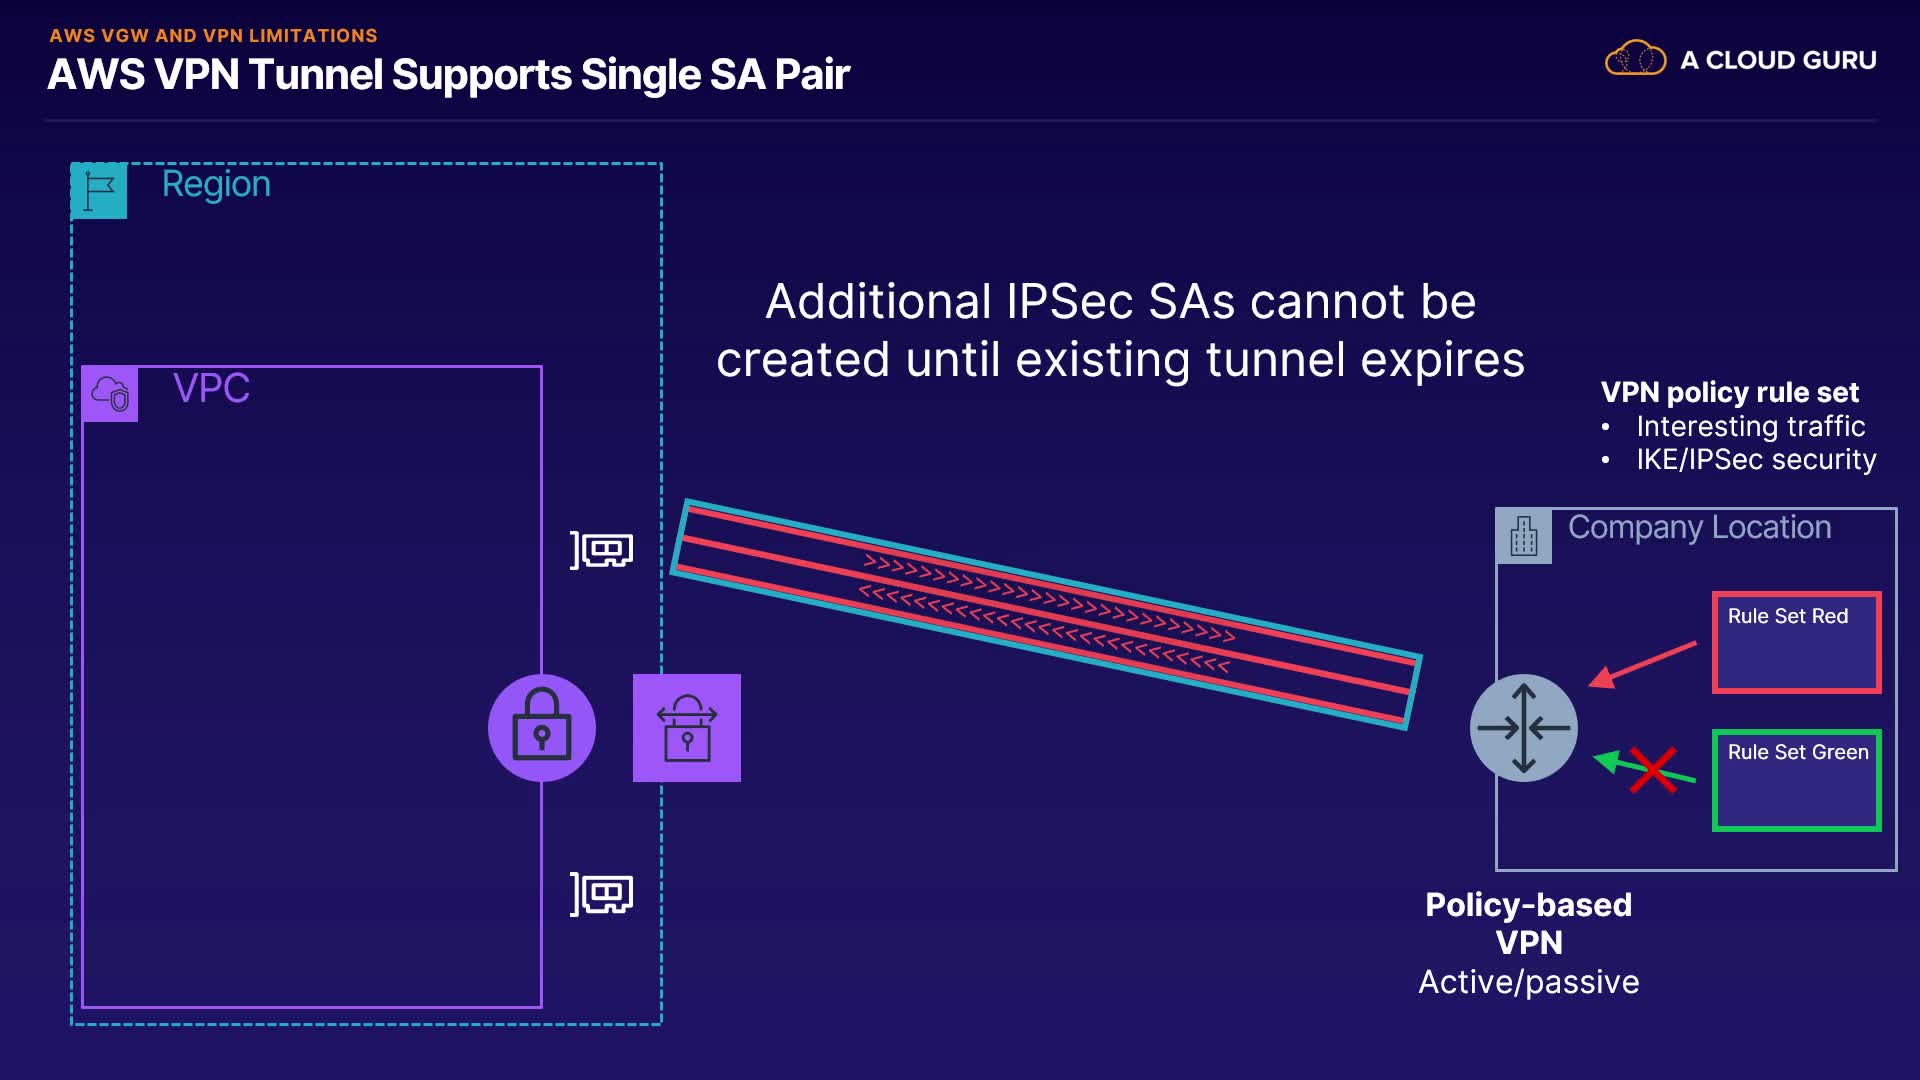 AWS VGW AND VPN LIMITATIONS
AWS VPN Tunnel Supports Single SA Pair
A CLOUD GURU
Region
Additional IPSec SAs cannot be
created until existing tunnel expires
VPC
VPN policy rule set
• Interesting traffic
• IKE/IPSec security
Company Location
Rule Set Red
Rule Set Green
Policy-based
VPN
Active/passive